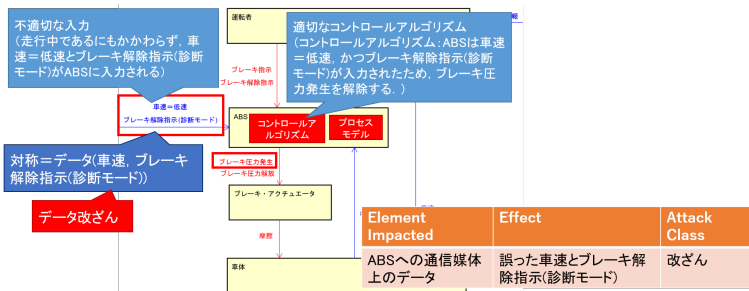 不適切な入力
(走行中であるにもかかわらず，車
速＝低速とブレーキ解除指示(診断
モード)がABSに入力される)
運転者
報
適切なコントロールアルゴリズム
(コントロールアルゴリズム：ABSは車速
＝低速，かつブレーキ解除指示(診断
モード)が入力されたため，ブレーキ圧
力発生を解除する．)
ブレーキ指示
ブレーキ解除指示
車速＝低速
ブレーキ解除指示(診断モード)
ABS
コントロールア
ルゴリズム
プロセス
モデル
対称＝データ(車速，ブレーキ
解除指示(診断モード))
ブレーキ圧力発生
ブレーキ圧力解放
データ改ざん
ブレーキ・アクチュエータ
摩擦
車体
Element
Impacted
Effect
Attack
Class
ABSへの通信媒体
上のデータ
誤った車速とブレーキ解
除指示(診断モード)
改ざん